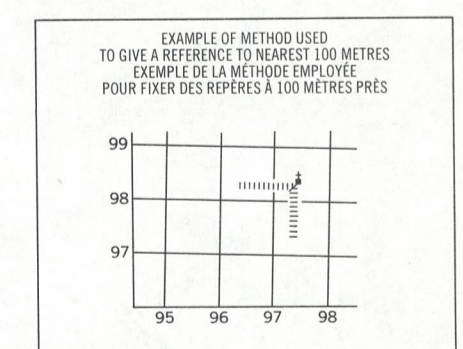 EXAMPLE OF METHOD USED
TO GIVE A REFERENCE TO NEAREST 100 METRES
EXEMPLE DE LA MÉTHODE EMPLOYÉE
POUR FIXER DES REPÈRES À 100 MÈTRES PRÈS
99
98
97
95 96 97 98